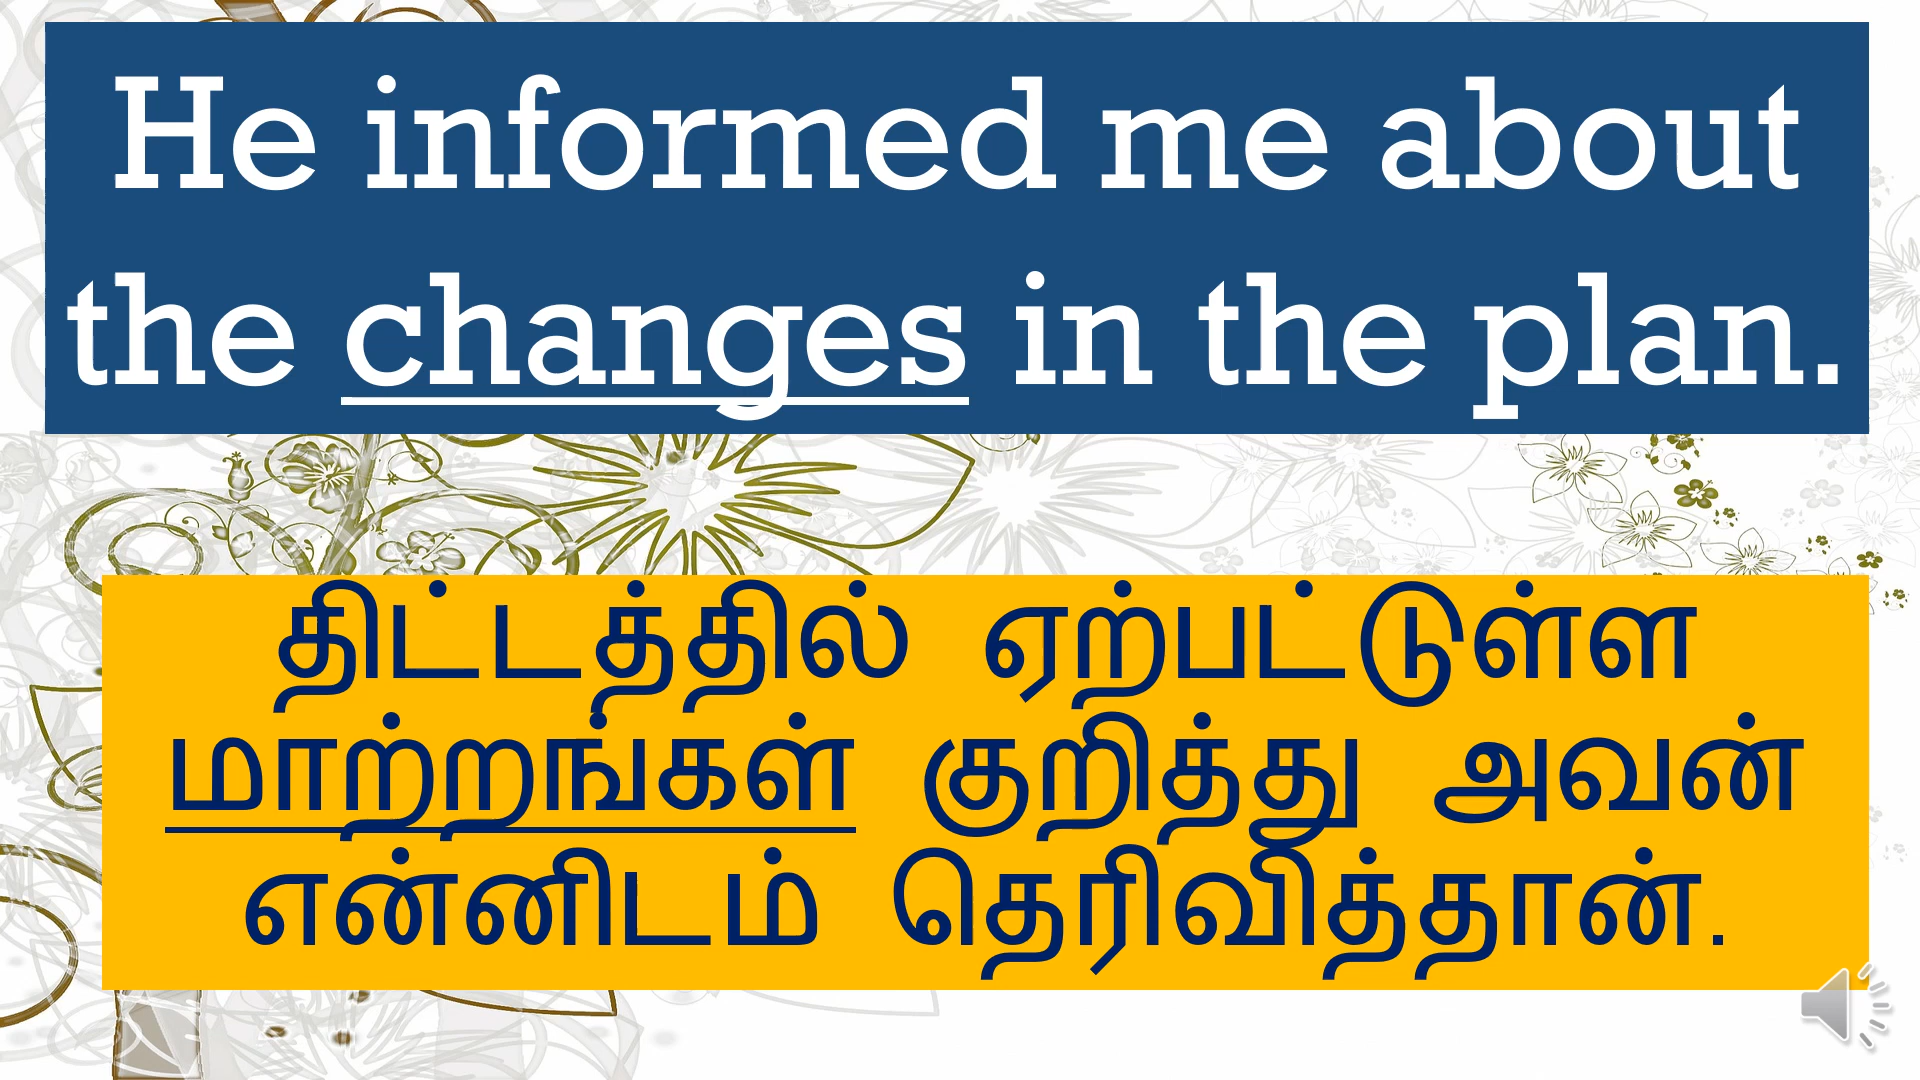 He informed me about
the changes in the plan.
திட்டத்தில் ஏற்பட்டுள்ள
மாற்றங்கள் குறித்து அவன்
என்னிடம் தெரிவித்தான்.